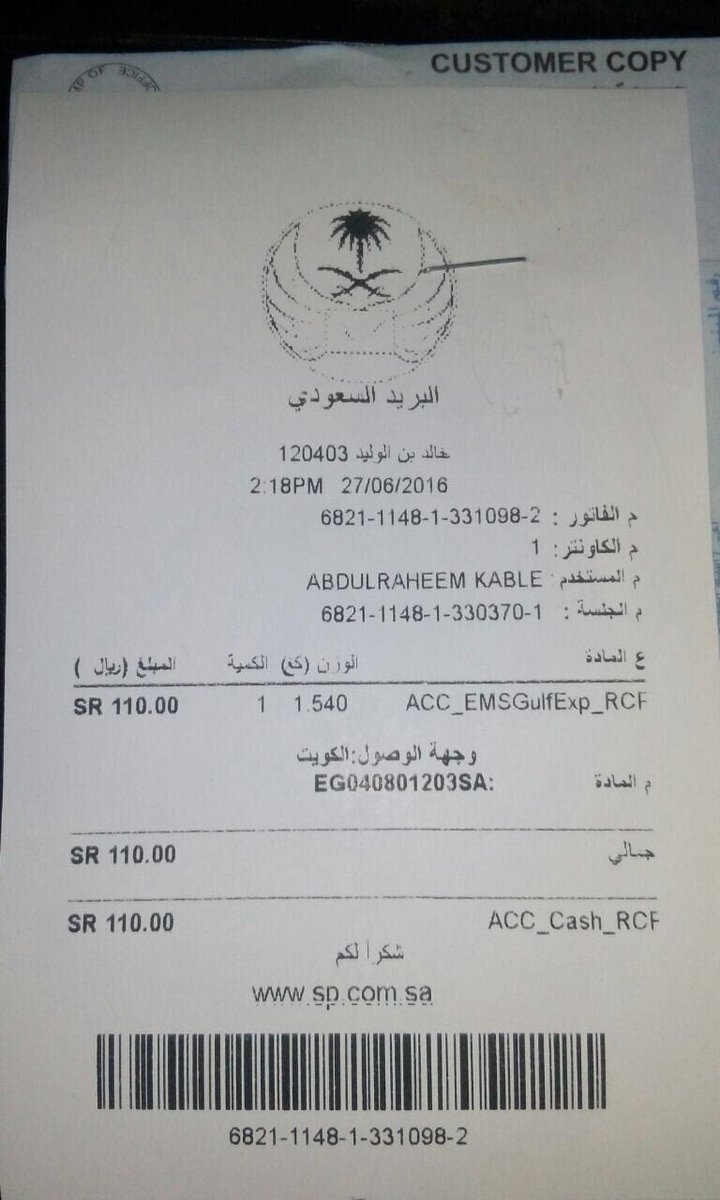 CUSTOMER COPY
البريد السعودي
خالد بن الوليد 120403
2:18PM 27/06/2016
م الفاتور : 6821-1148-1-331098-2
م الكاونتر: 1
م المستخدم: ABDULRAHEEM KABLE
م الجلسة : 6821-1148-1-330370-1
ع المادة الوزن (كغ) الكمية المبلغ (ريال )
ACC_EMSGulfExp_RCF 1.540 1 SR 110.00
وجهة الوصول:الكويت
م المادة EG040801203SA:
جمالي SR 110.00
ACC_Cash_RCF SR 110.00
شكرا لكم
www.sp.com.sa
6821-1148-1-331098-2